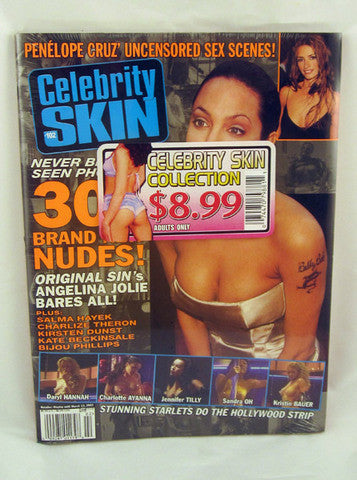 PENÉLOPE CRUZ' UNCENSORED SEX SCENES!
Celebrity
SKIN
102
NEVER B
SEEN PH
CELEBRITY SKIN
COLLECTION
$8.99
ADULTS ONLY
30
BRAND
NUDES!
ORIGINAL SIN's
ANGELINA JOLIE
BARES ALL!
PLUS
SALMA HAYEK
CHARLIZE THERON
KIRSTEN DUNST
KATE BECKINSALE
BIJOU PHILLIPS
Daryl HANNAH
Charlotte AYANNA
Jennifer TILLY
Sandra OH
Kristin BAUER
STUNNING STARLETS DO THE HOLLYWOOD STRIP